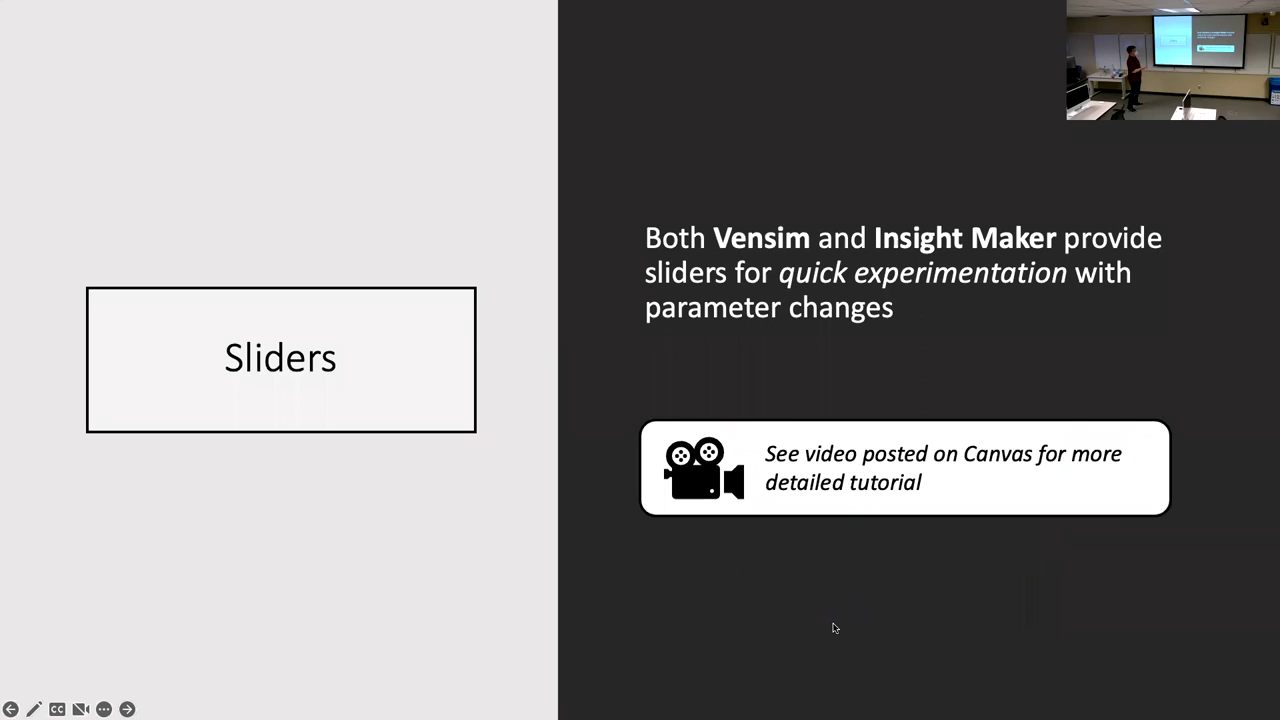 Sliders
Both Vensim and Insight Maker provide
sliders for quick experimentation with
parameter changes
See video posted on Canvas for more
detailed tutorial
CC